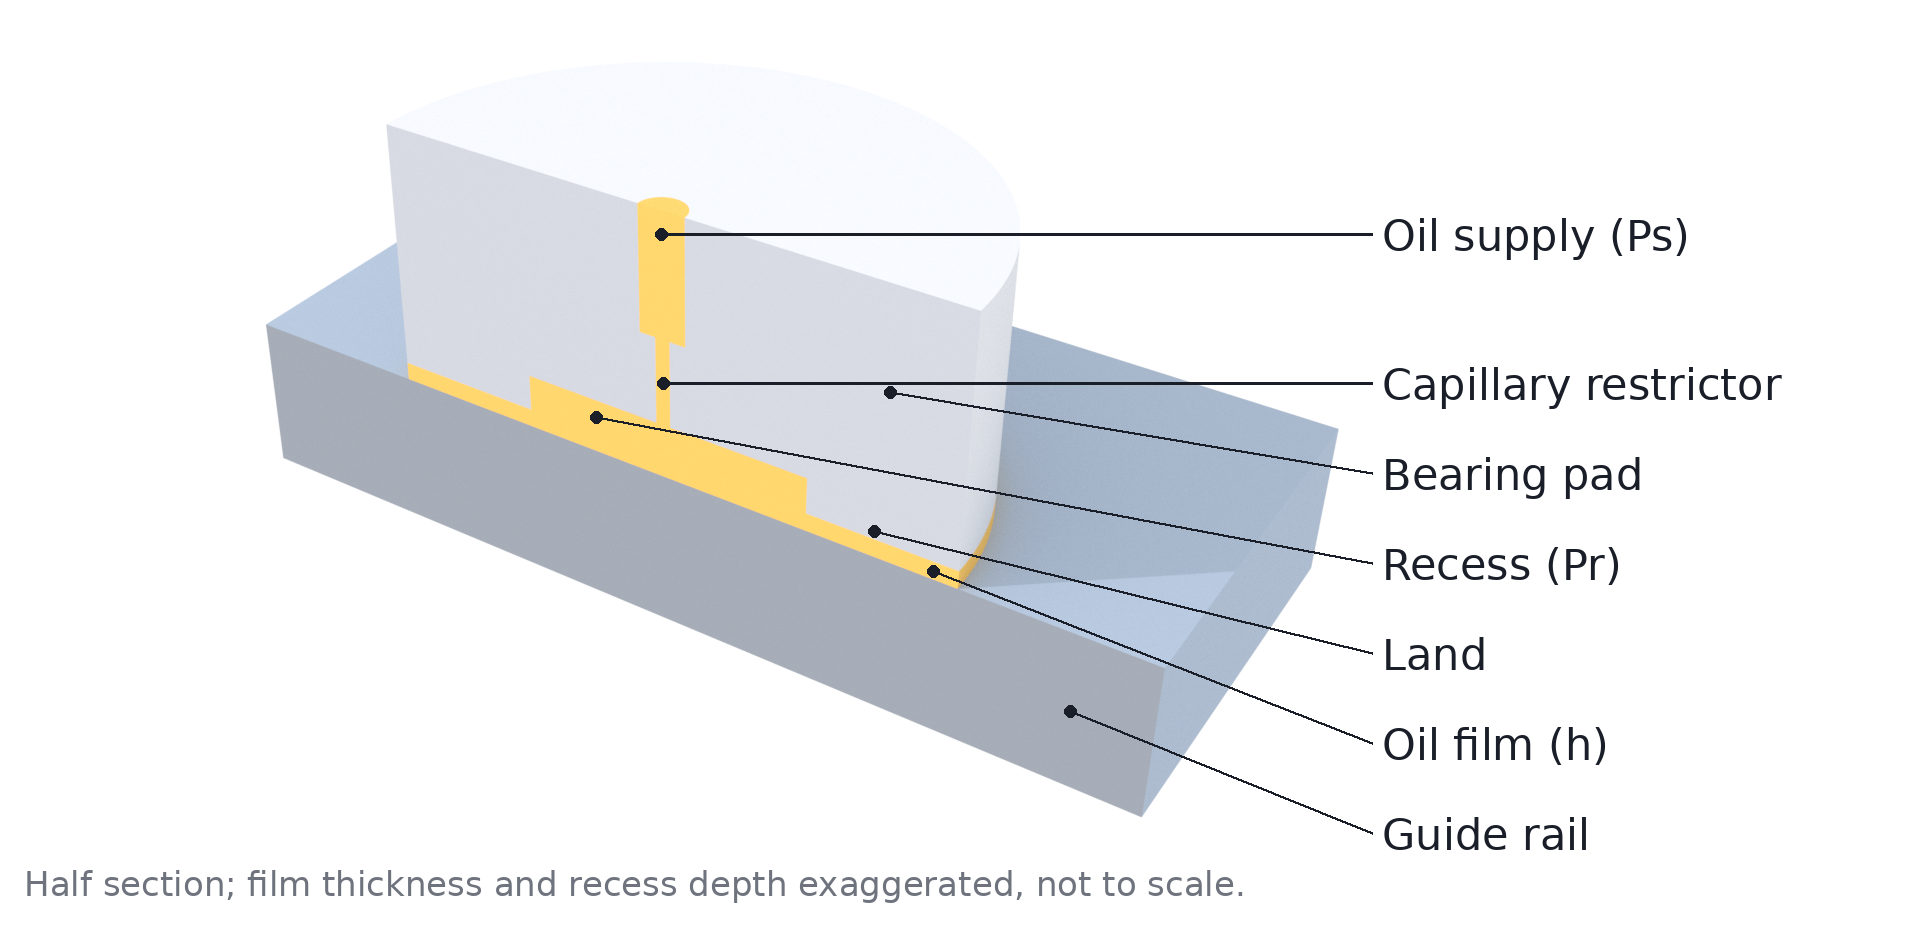 Oil supply (Ps)
Capillary restrictor
Bearing pad
Recess (Pr)
Land
Oil film (h)
Guide rail
Half section; film thickness and recess depth exaggerated, not to scale.